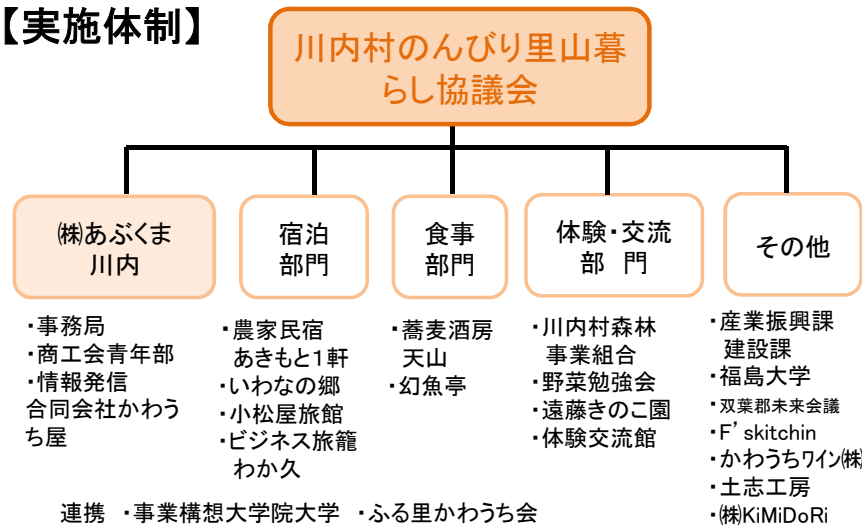 【実施体制】
川内村のんびり里山暮
らし協議会
㈱あぶくま
川内
・事務局
・商工会青年部
・情報発信
合同会社かわう
ち屋
宿泊
部門
・農家民宿
あきもと1軒
・いわなの郷
・小松屋旅館
・ビジネス旅籠
わか久
食事
部門
・蕎麦酒房
天山
・幻魚亭
体験・交流
部 門
・川内村森林
事業組合
・野菜勉強会
・遠藤きのこ園
・体験交流館
その他
・産業振興課
建設課
・福島大学
・双葉郡未来会議
・F’skitchin
・かわうちワイン㈱
・土志工房
・㈱KiMiDoRi
連携 ・事業構想大学院大学 ・ふる里かわうち会